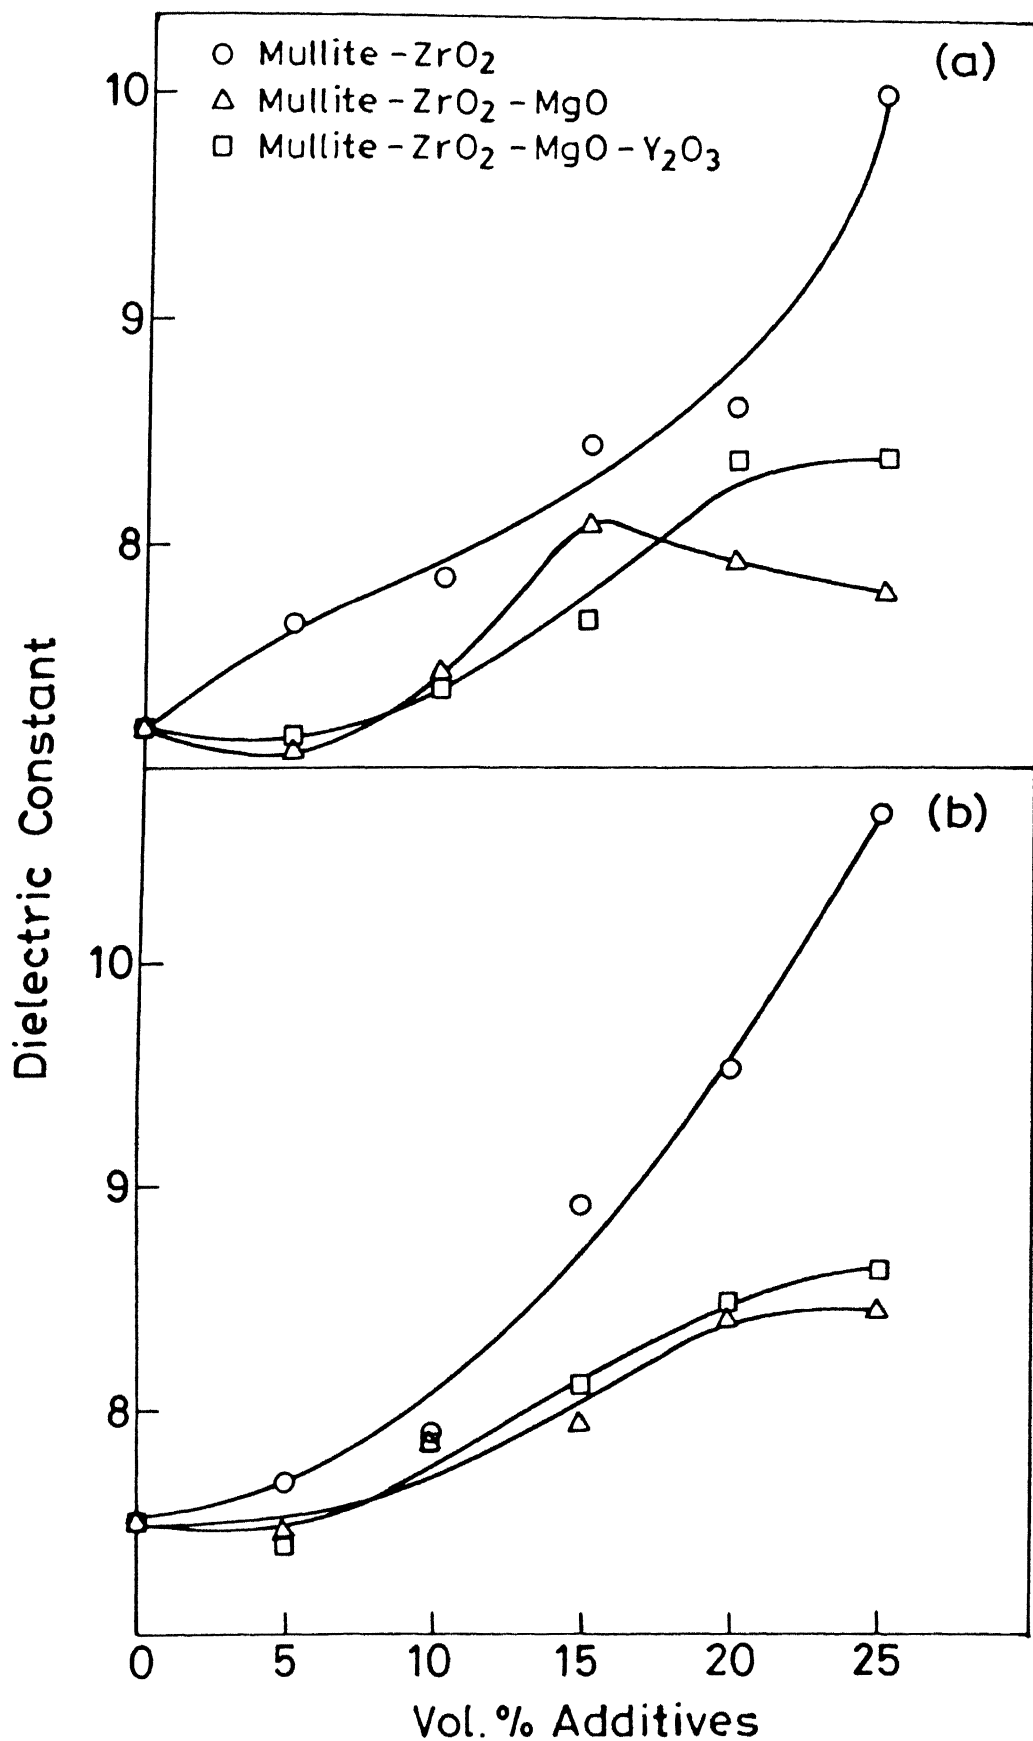 (a)
○ Mullite - ZrO₂
△ Mullite - ZrO₂ - MgO
□ Mullite - ZrO₂ - MgO - Y₂O₃
10
9
8
Dielectric Constant
(b)
10
9
8
0 5 10 15 20 25
Vol. % Additives